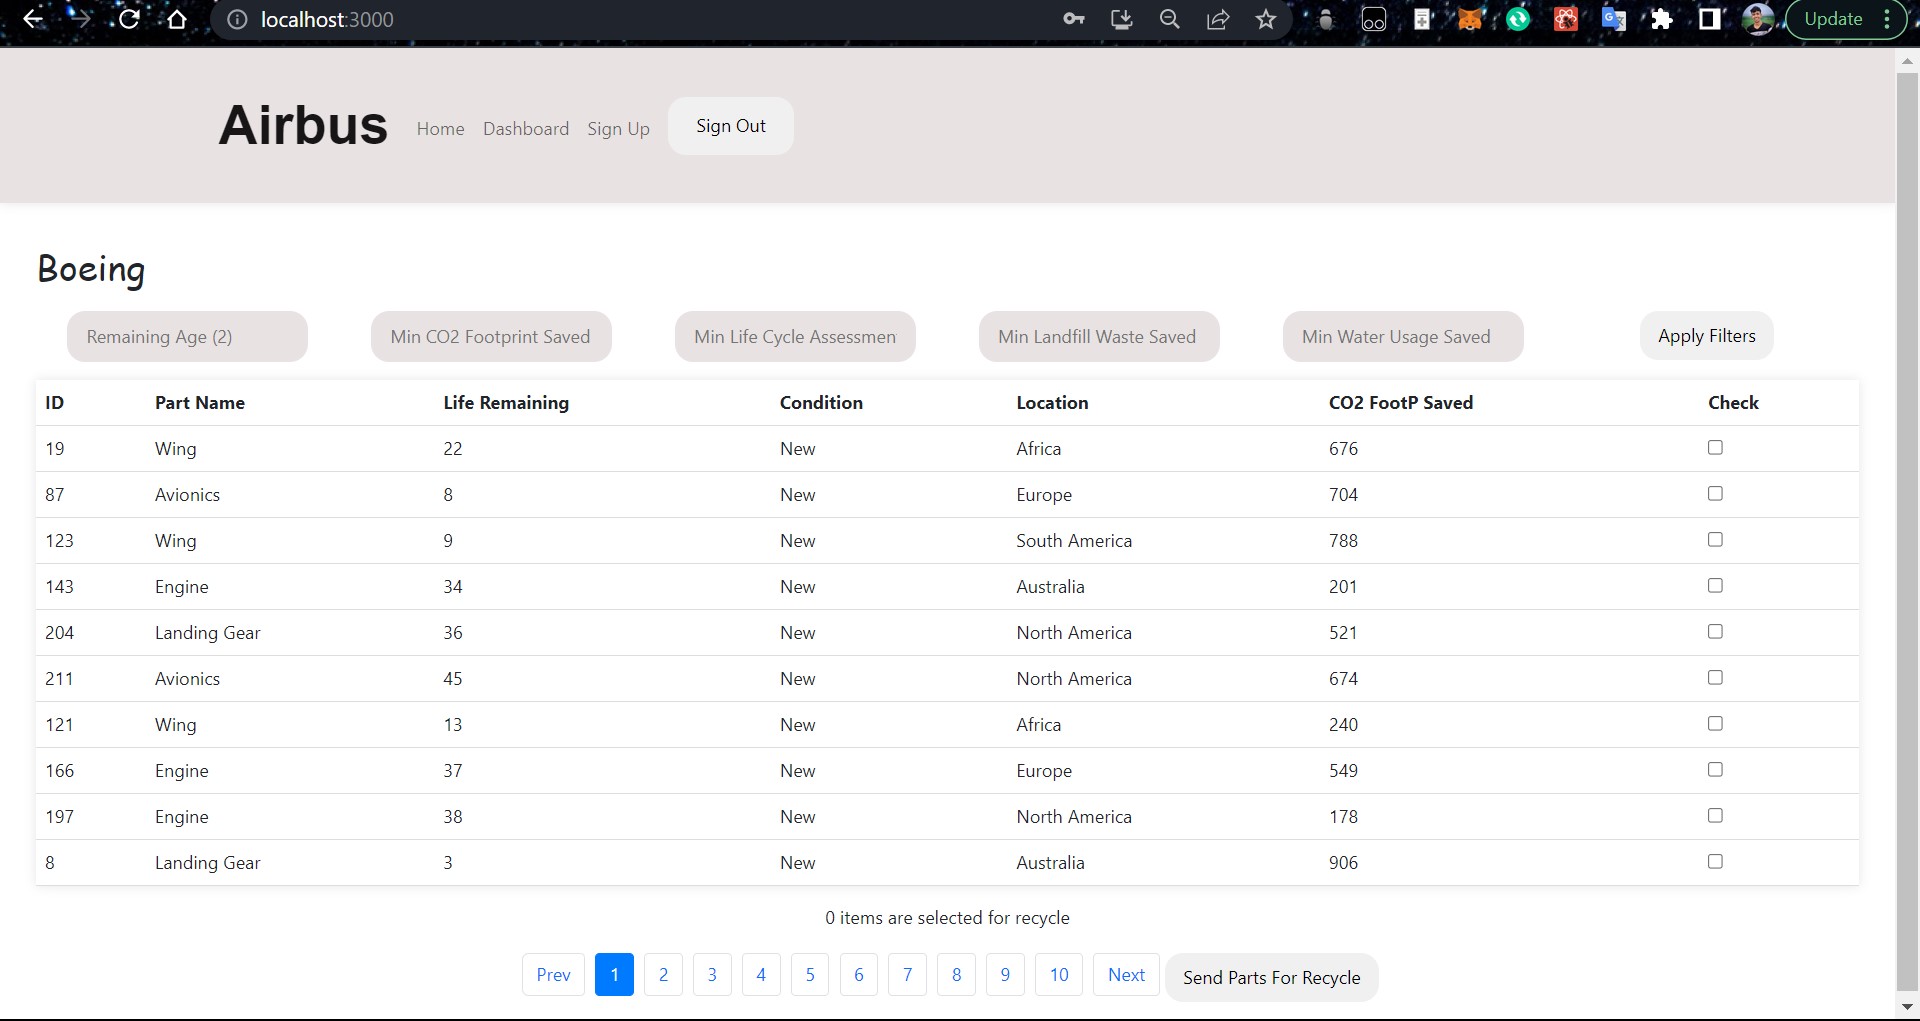 localhost:3000 Update
Airbus Home Dashboard Sign Up Sign Out
Boeing
Remaining Age (2) Min CO2 Footprint Saved Min Life Cycle Assessmen Min Landfill Waste Saved Min Water Usage Saved Apply Filters
ID Part Name Life Remaining Condition Location CO2 FootP Saved Check
19 Wing 22 New Africa 676
87 Avionics 8 New Europe 704
123 Wing 9 New South America 788
143 Engine 34 New Australia 201
204 Landing Gear 36 New North America 521
211 Avionics 45 New North America 674
121 Wing 13 New Africa 240
166 Engine 37 New Europe 549
197 Engine 38 New North America 178
8 Landing Gear 3 New Australia 906
0 items are selected for recycle
Prev 1 2 3 4 5 6 7 8 9 10 Next Send Parts For Recycle